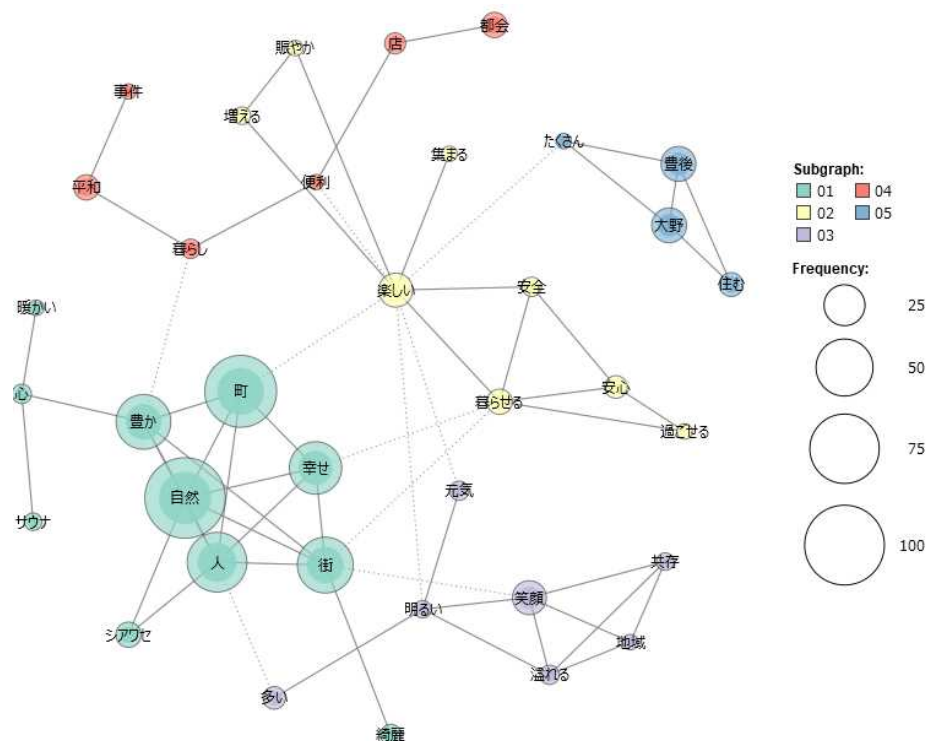 都会
店
賑やか
事件
増える
たくさん
集まる
豊後
平和
便利
Subgraph:
01 04
02 05
03
大野
暮らし
Frequency:
住む
楽しい
安全
25
暖かい
50
心
町
安心
豊か
暮らせる
過ごせる
75
幸せ
元気
自然
サウナ
100
人
街
共存
笑顔
明るい
シアワセ
地域
溢れる
多い
綺麗